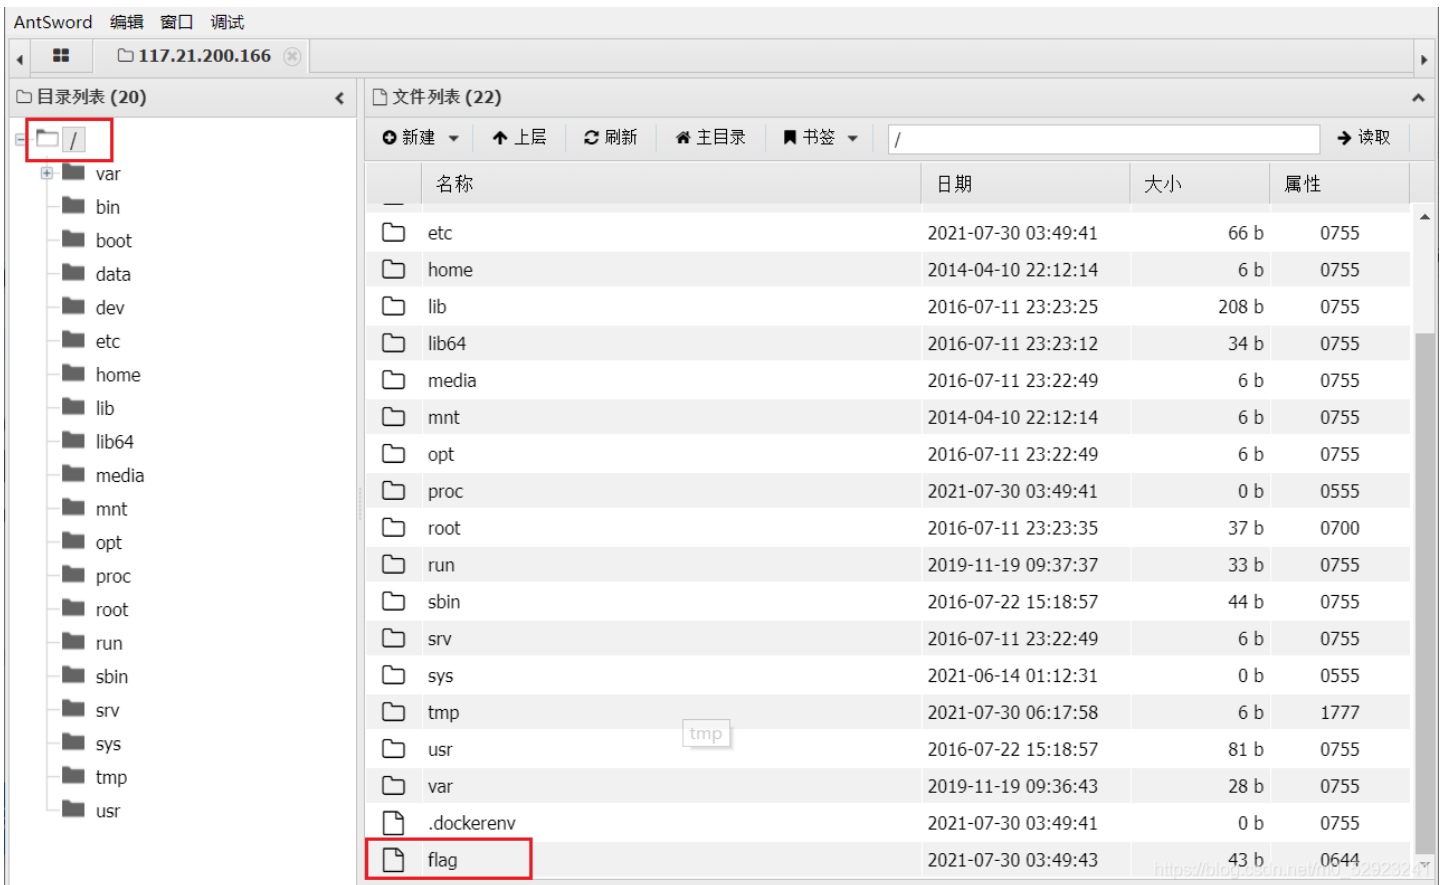 AntSword 编辑 窗口 调试
117.21.200.166
目录列表 (20)
文件列表 (22)
新建 上层 刷新 主目录 书签 / 读取
名称 日期 大小 属性
/
var
bin
boot
data
dev
etc
home
lib
lib64
media
mnt
opt
proc
root
run
sbin
srv
sys
tmp
usr
etc 2021-07-30 03:49:41 66 b 0755
home 2014-04-10 22:12:14 6 b 0755
lib 2016-07-11 23:23:25 208 b 0755
lib64 2016-07-11 23:23:12 34 b 0755
media 2016-07-11 23:22:49 6 b 0755
mnt 2014-04-10 22:12:14 6 b 0755
opt 2016-07-11 23:22:49 6 b 0755
proc 2021-07-30 03:49:41 0 b 0555
root 2016-07-11 23:23:35 37 b 0700
run 2019-11-19 09:37:37 33 b 0755
sbin 2016-07-22 15:18:57 44 b 0755
srv 2016-07-11 23:22:49 6 b 0755
sys 2021-06-14 01:12:31 0 b 0555
tmp 2021-07-30 06:17:58 6 b 1777
tmp
usr 2016-07-22 15:18:57 81 b 0755
var 2019-11-19 09:36:43 28 b 0755
.dockerenv 2021-07-30 03:49:41 0 b 0755
flag 2021-07-30 03:49:43 43 b 0644